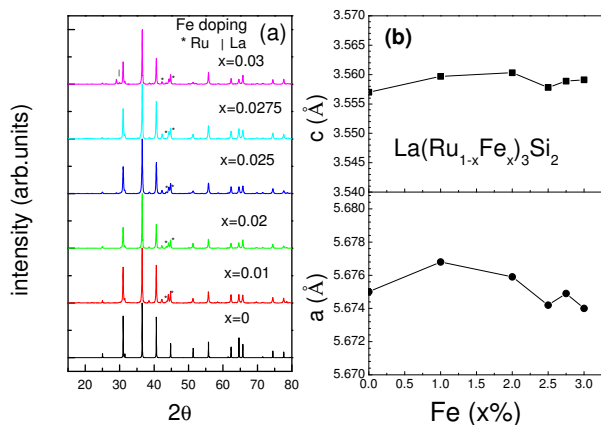 Fe doping
(a)
* Ru | La
x=0.03
x=0.0275
x=0.025
x=0.02
x=0.01
x=0
intensity (arb.units)
15 20 30 40 50 60 70 80
2θ
(b)
3.570
3.565
3.560
3.555
3.550
3.545
3.540
c (Å)
La(Ru1-xFex)3Si2
5.680
5.678
5.676
5.674
5.672
5.670
a (Å)
0.0 0.5 1.0 1.5 2.0 2.5 3.0
Fe (x%)